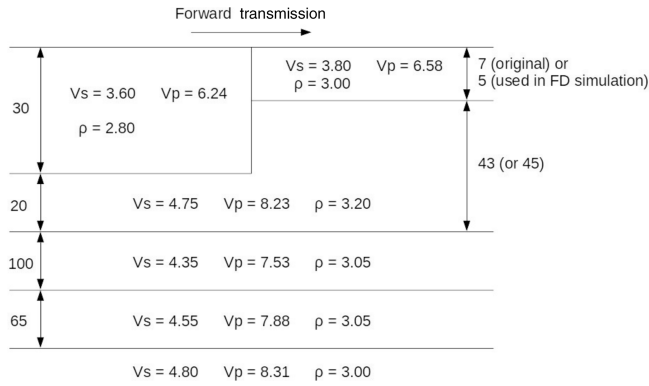 Forward transmission
Vs = 3.80 Vp = 6.58
ρ = 3.00
7 (original) or
5 (used in FD simulation)
30
Vs = 3.60 Vp = 6.24
ρ = 2.80
43 (or 45)
20
Vs = 4.75 Vp = 8.23 ρ = 3.20
100
Vs = 4.35 Vp = 7.53 ρ = 3.05
65
Vs = 4.55 Vp = 7.88 ρ = 3.05
Vs = 4.80 Vp = 8.31 ρ = 3.00